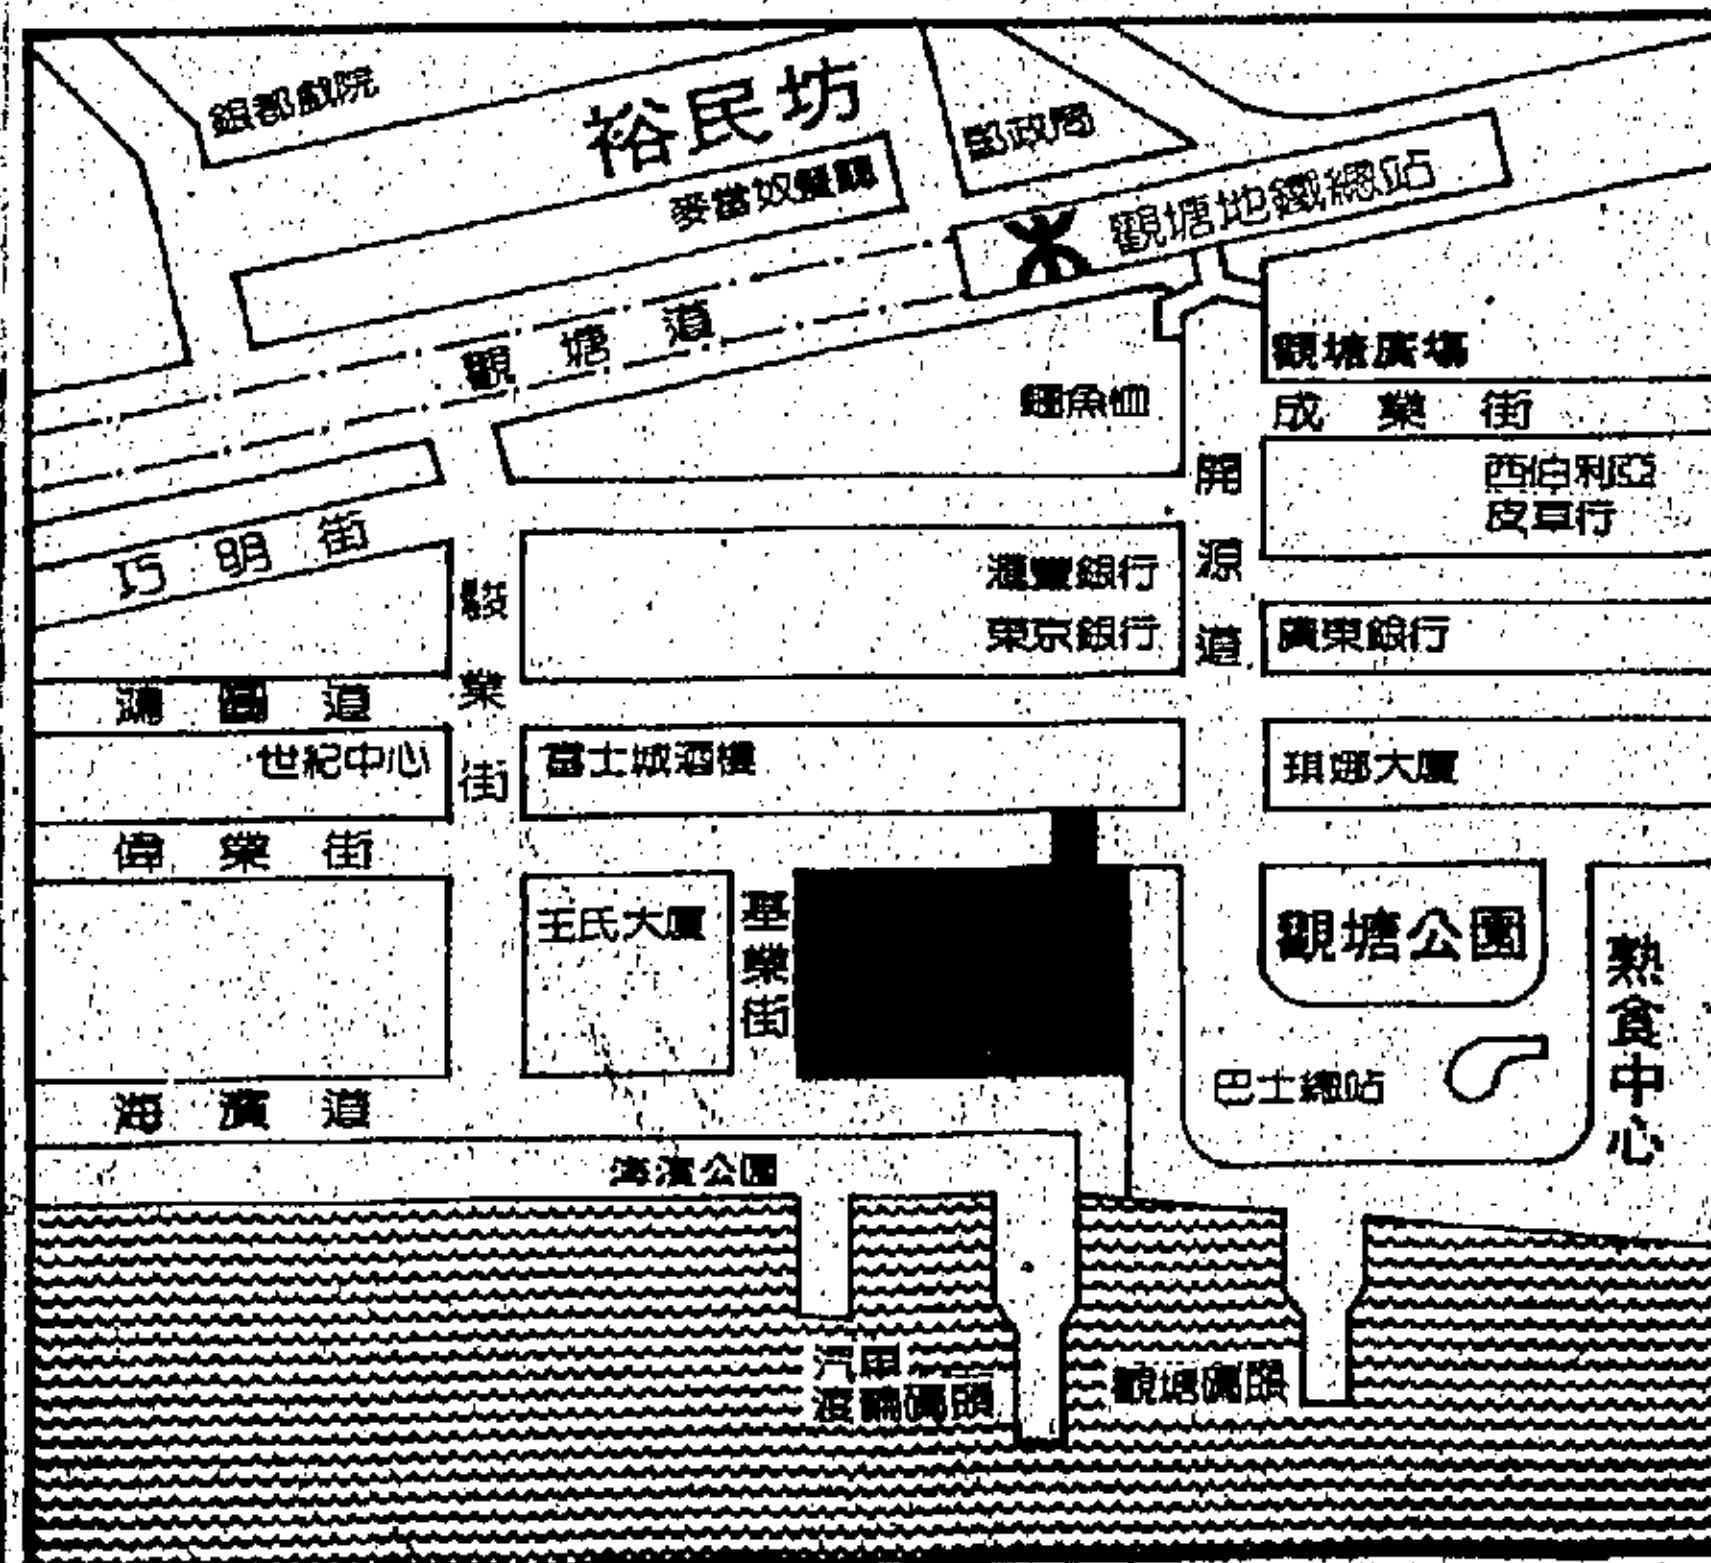 銀都戲院
裕民坊
郵政局
麥當奴餐廳
觀塘地鐵總站
觀塘道
觀塘廣場
鱷魚恤
成業街
開源道
西伯利亞
皮草行
巧明街
駿業街
滙豐銀行
東京銀行
廣東銀行
鴻圖道
世紀中心
富士城酒樓
琪娜大廈
偉業街
王氏大廈
基業街
觀塘公園
熟食中心
巴士總站
海濱道
海濱公園
汽車
渡輪碼頭
觀塘碼頭